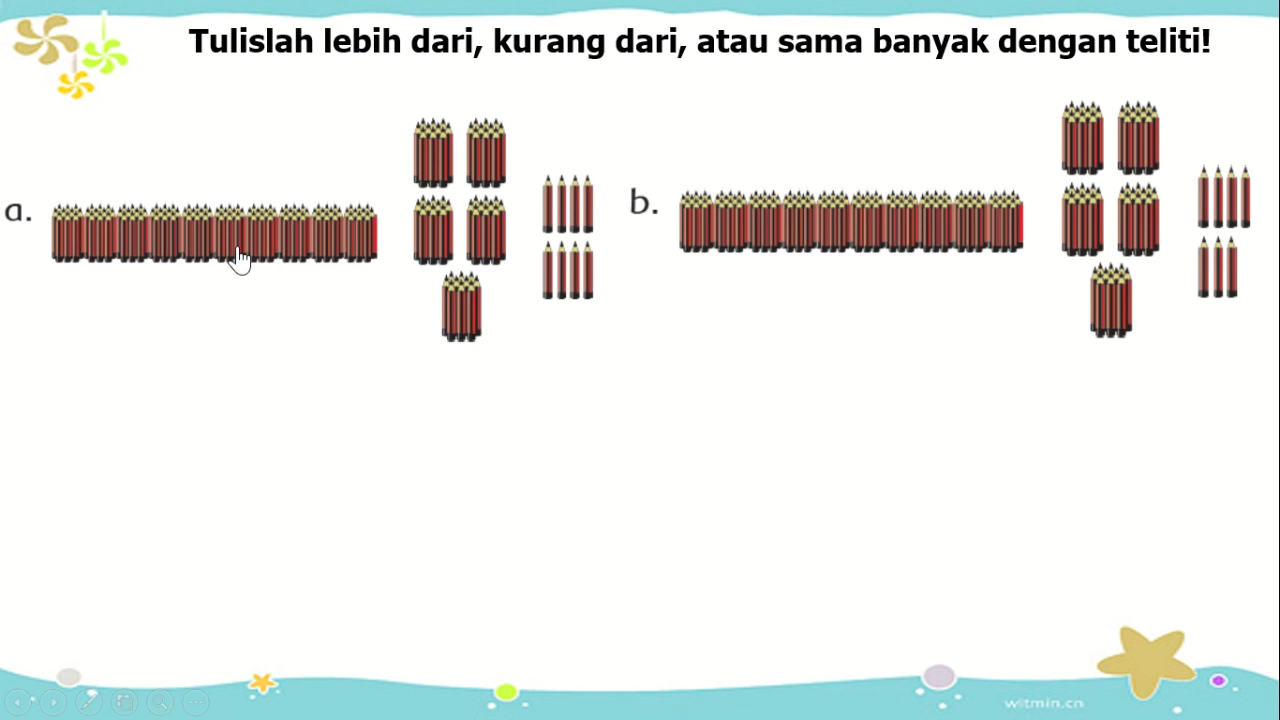 Tulislah lebih dari, kurang dari, atau sama banyak dengan teliti!
a.
b.
witmin.cn